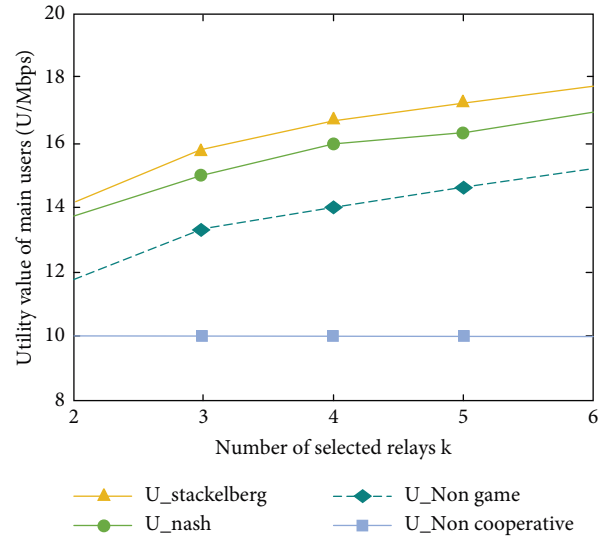 20
18
16
14
12
10
8
Utility value of main users (U/Mbps)
2 3 4 5 6
Number of selected relays k
U_stackelberg
U_nash
U_Non game
U_Non cooperative